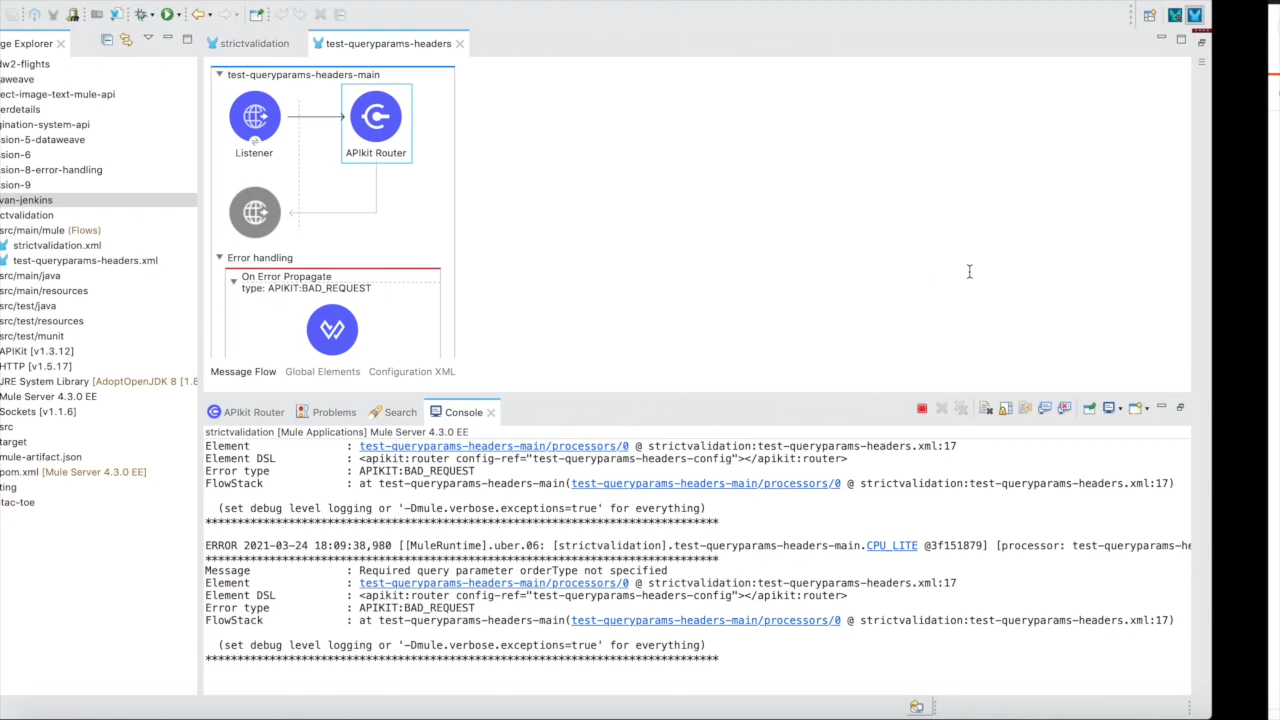 ge Explorer
strictvalidation
test-queryparams-headers
dw2-flights
aweave
ect-image-text-mule-api
erdetails
gination-system-api
sion-5-dataweave
sion-6
sion-8-error-handling
sion-9
van-jenkins
ctvalidation
src/main/mule (Flows)
strictvalidation.xml
test-queryparams-headers.xml
src/main/java
src/main/resources
src/test/java
src/test/resources
src/test/munit
APIKit [v1.3.12]
HTTP [v1.5.17]
JRE System Library [AdoptOpenJDK 8 [1.8
Mule Server 4.3.0 EE
Sockets [v1.1.6]
src
target
mule-artifact.json
pom.xml [Mule Server 4.3.0 EE]
ting
tac-toe
test-queryparams-headers-main
Listener
APIkit Router
Error handling
On Error Propagate
type: APIKIT:BAD_REQUEST
Message Flow Global Elements Configuration XML
APIkit Router Problems Search Console
strictvalidation [Mule Applications] Mule Server 4.3.0 EE
Element : test-queryparams-headers-main/processors/0 @ strictvalidation:test-queryparams-headers.xml:17
Element DSL : <apikit:router config-ref="test-queryparams-headers-config"></apikit:router>
Error type : APIKIT:BAD_REQUEST
FlowStack : at test-queryparams-headers-main(test-queryparams-headers-main/processors/0 @ strictvalidation:test-queryparams-headers.xml:17)
(set debug level logging or '-Dmule.verbose.exceptions=true' for everything)
********************************************************************************
ERROR 2021-03-24 18:09:38,980 [[MuleRuntime].uber.06: [strictvalidation].test-queryparams-headers-main.CPU_LITE @3f151879] [processor: test-queryparams-he
********************************************************************************
Message : Required query parameter orderType not specified
Element : test-queryparams-headers-main/processors/0 @ strictvalidation:test-queryparams-headers.xml:17
Element DSL : <apikit:router config-ref="test-queryparams-headers-config"></apikit:router>
Error type : APIKIT:BAD_REQUEST
FlowStack : at test-queryparams-headers-main(test-queryparams-headers-main/processors/0 @ strictvalidation:test-queryparams-headers.xml:17)
(set debug level logging or '-Dmule.verbose.exceptions=true' for everything)
********************************************************************************